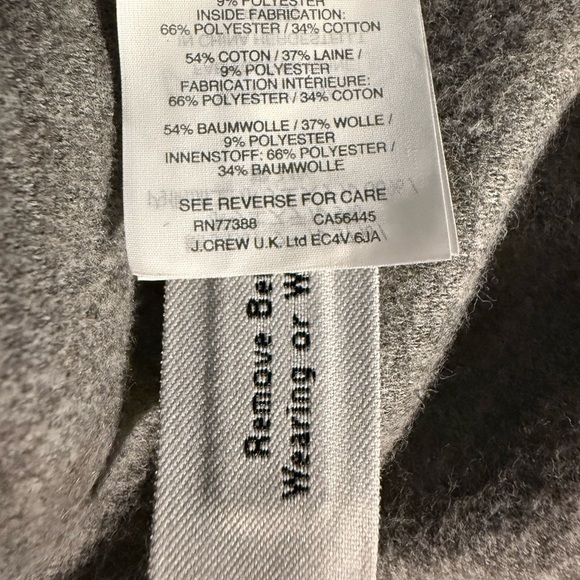 9% POLYESTER
INSIDE FABRICATION:
66% POLYESTER / 34% COTTON
54% COTON / 37% LAINE /
9% POLYESTER
FABRICATION INTÉRIEURE:
66% POLYESTER / 34% COTON
54% BAUMWOLLE / 37% WOLLE /
9% POLYESTER
INNENSTOFF: 66% POLYESTER /
34% BAUMWOLLE
SEE REVERSE FOR CARE
RN77388 CA56445
J.CREW U.K. Ltd EC4V 6JA
Remove Be
Wearing or W